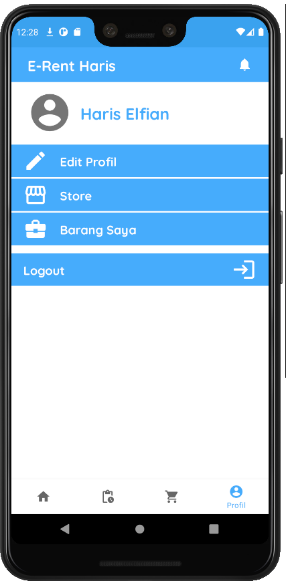 12:28
E-Rent Haris
Haris Elfian
Edit Profil
Store
Barang Saya
Logout
Profil